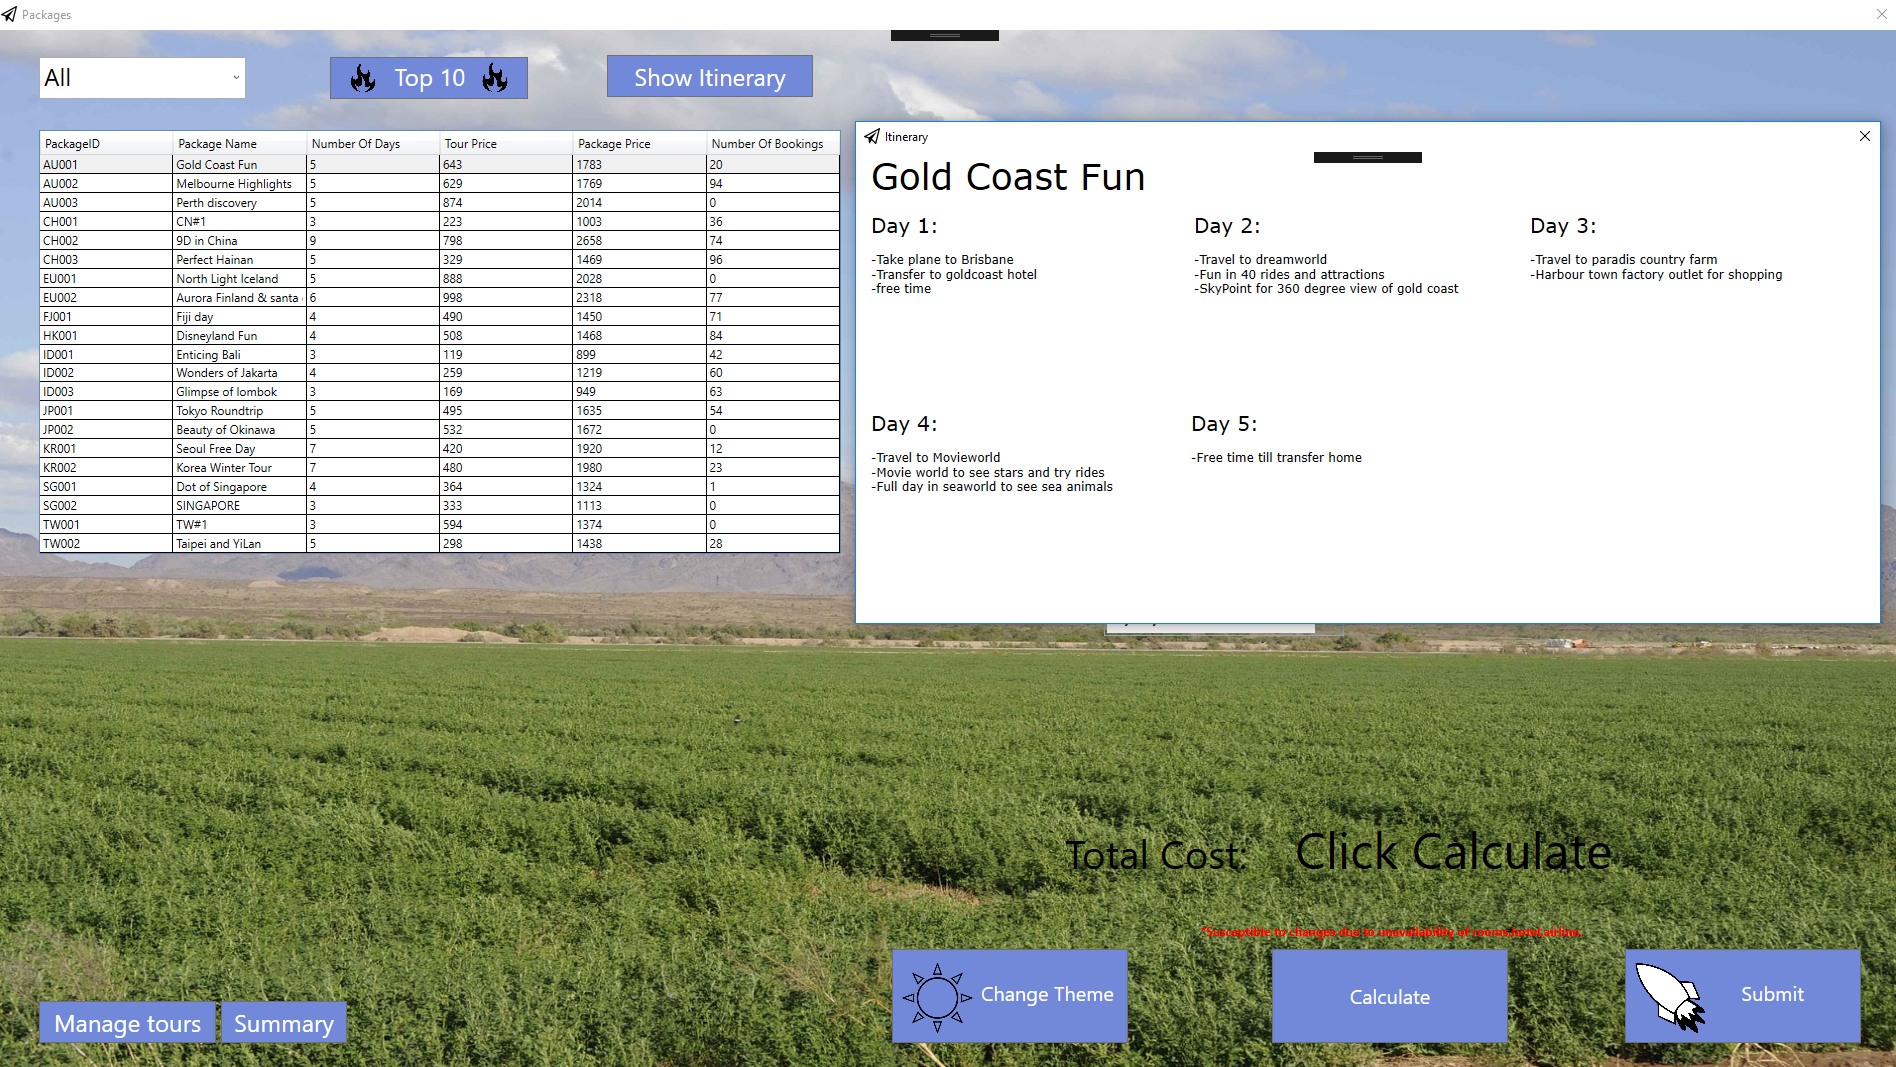 Packages
All
Top 10
Show Itinerary
PackageID Package Name Number Of Days Tour Price Package Price Number Of Bookings
AU001 Gold Coast Fun 5 643 1783 20
AU002 Melbourne Highlights 5 629 1769 94
AU003 Perth discovery 5 874 2014 0
CH001 CN#1 3 223 1003 36
CH002 9D in China 9 798 2658 74
CH003 Perfect Hainan 5 329 1469 96
EU001 North Light Iceland 5 888 2028 0
EU002 Aurora Finland & santa 6 998 2318 77
FJ001 Fiji day 4 490 1450 71
HK001 Disneyland Fun 4 508 1468 84
ID001 Enticing Bali 3 119 899 42
ID002 Wonders of Jakarta 4 259 1219 60
ID003 Glimpse of lombok 3 169 949 63
JP001 Tokyo Roundtrip 5 495 1635 54
JP002 Beauty of Okinawa 5 532 1672 0
KR001 Seoul Free Day 7 420 1920 12
KR002 Korea Winter Tour 7 480 1980 23
SG001 Dot of Singapore 4 364 1324 1
SG002 SINGAPORE 3 333 1113 0
TW001 TW#1 3 594 1374 0
TW002 Taipei and YiLan 5 298 1438 28
Itinerary
Gold Coast Fun
Day 1:
-Take plane to Brisbane
-Transfer to goldcoast hotel
-free time
Day 2:
-Travel to dreamworld
-Fun in 40 rides and attractions
-SkyPoint for 360 degree view of gold coast
Day 3:
-Travel to paradis country farm
-Harbour town factory outlet for shopping
Day 4:
-Travel to Movieworld
-Movie world to see stars and try rides
-Full day in seaworld to see sea animals
Day 5:
-Free time till transfer home
Total Cost: Click Calculate
*Susceptible to changes due to unavailability of rooms,hotel,airline.
Manage tours
Summary
Change Theme
Calculate
Submit